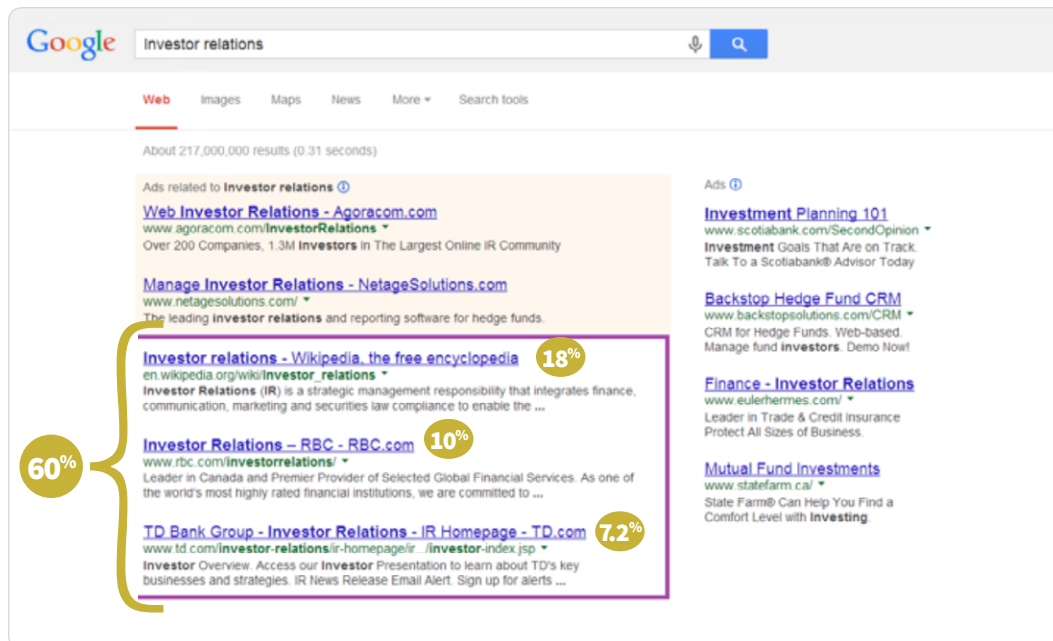 Google
Investor relations
Web Images Maps News More Search tools
About 217,000,000 results (0.31 seconds)
Ads related to Investor relations
Web Investor Relations - Agoracom.com
www.agoracom.com/InvestorRelations
Over 200 Companies, 1.3M Investors In The Largest Online IR Community
Manage Investor Relations - NetageSolutions.com
www.netagesolutions.com/
The leading investor relations and reporting software for hedge funds.
60%
Investor relations - Wikipedia, the free encyclopedia 18%
en.wikipedia.org/wiki/Investor_relations
Investor Relations (IR) is a strategic management responsibility that integrates finance,
communication, marketing and securities law compliance to enable the ...
Investor Relations – RBC - RBC.com 10%
www.rbc.com/investorrelations/
Leader in Canada and Premier Provider of Selected Global Financial Services. As one of
the world's most highly rated financial institutions, we are committed to ...
TD Bank Group - Investor Relations - IR Homepage - TD.com 7.2%
www.td.com/investor-relations/ir-homepage/ir.../investor-index.jsp
Investor Overview. Access our Investor Presentation to learn about TD's key
businesses and strategies. IR News Release Email Alert. Sign up for alerts ...
Ads
Investment Planning 101
www.scotiabank.com/SecondOpinion
Investment Goals That Are on Track.
Talk To a Scotiabank® Advisor Today
Backstop Hedge Fund CRM
www.backstopsolutions.com/CRM
CRM for Hedge Funds. Web-based.
Manage fund investors. Demo Now!
Finance - Investor Relations
www.eulerhermes.com/
Leader in Trade & Credit Insurance
Protect All Sizes of Business.
Mutual Fund Investments
www.statefarm.ca/
State Farm® Can Help You Find a
Comfort Level with Investing.